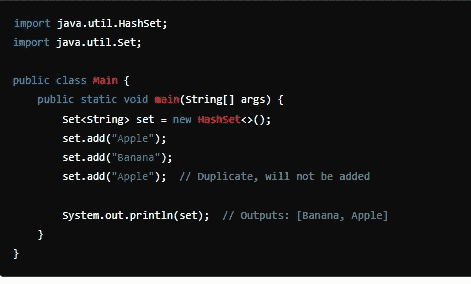 import java.util.HashSet;
import java.util.Set;

public class Main {
    public static void main(String[] args) {
        Set<String> set = new HashSet<>();
        set.add("Apple");
        set.add("Banana");
        set.add("Apple");  // Duplicate, will not be added

        System.out.println(set);  // Outputs: [Banana, Apple]
    }
}